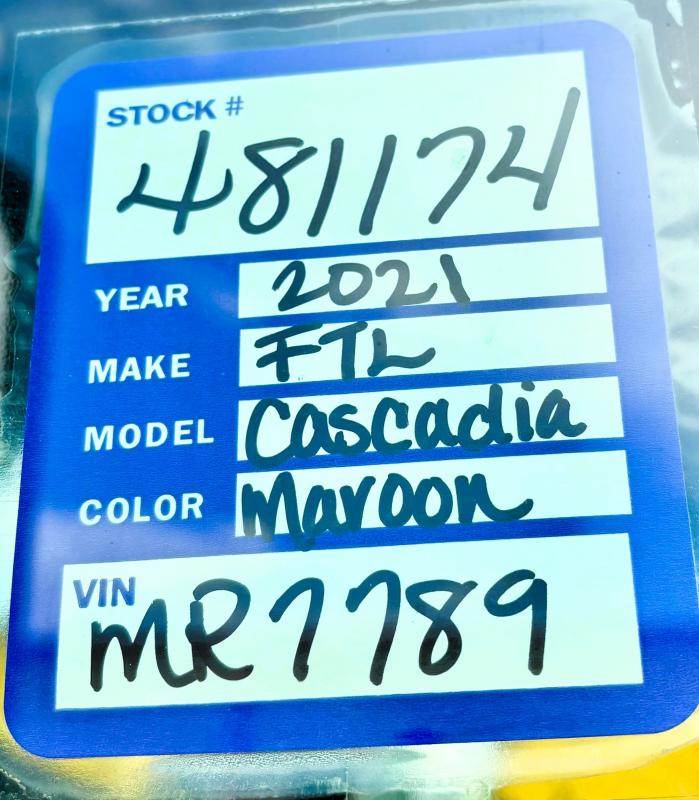 STOCK #
481174
YEAR 2021
MAKE FTL
MODEL Cascadia
COLOR Maroon
VIN
MR7789